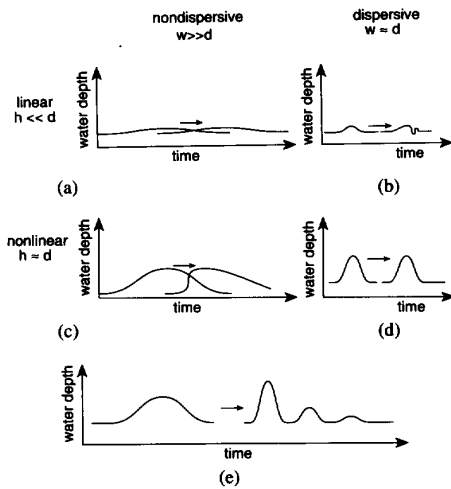 nondispersive
w>>d
dispersive
w ≈ d
linear
h << d
water depth
time
(a)
water depth
time
(b)
nonlinear
h ≈ d
water depth
time
(c)
water depth
time
(d)
water depth
time
(e)